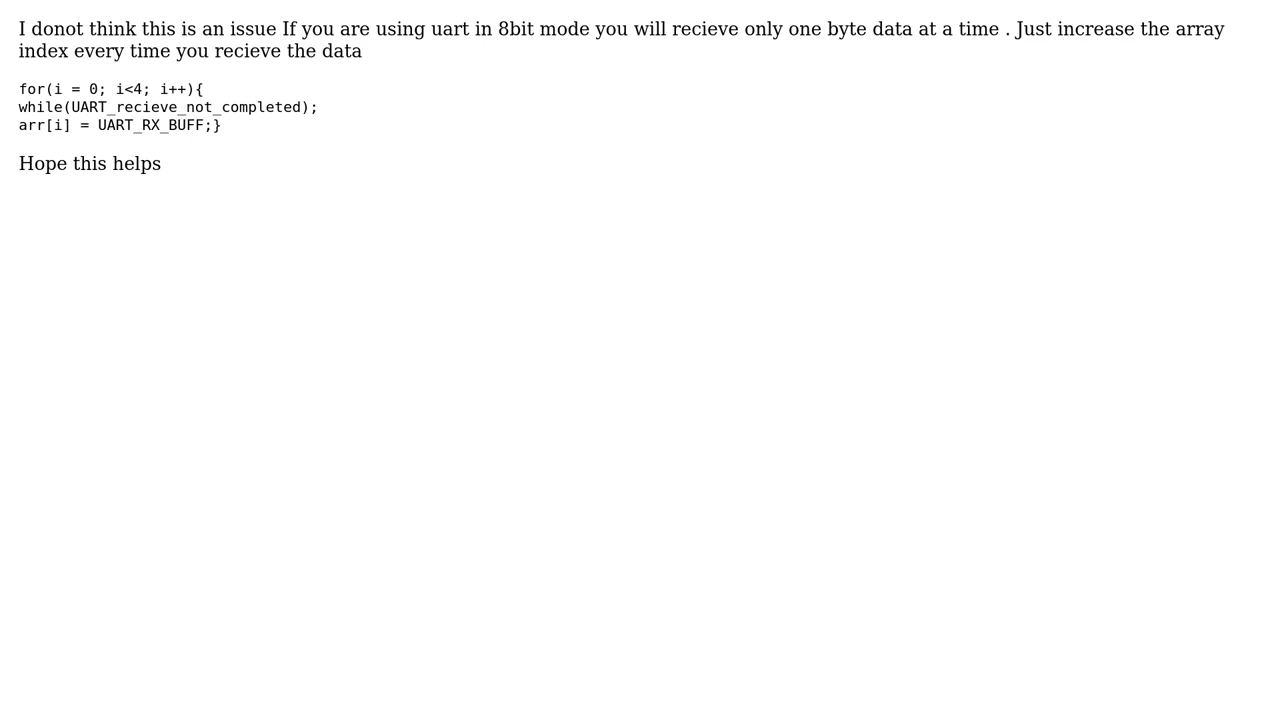 I donot think this is an issue If you are using uart in 8bit mode you will recieve only one byte data at a time . Just increase the array
index every time you recieve the data
for(i = 0; i<4; i++){
while(UART_recieve_not_completed);
arr[i] = UART_RX_BUFF;}
Hope this helps